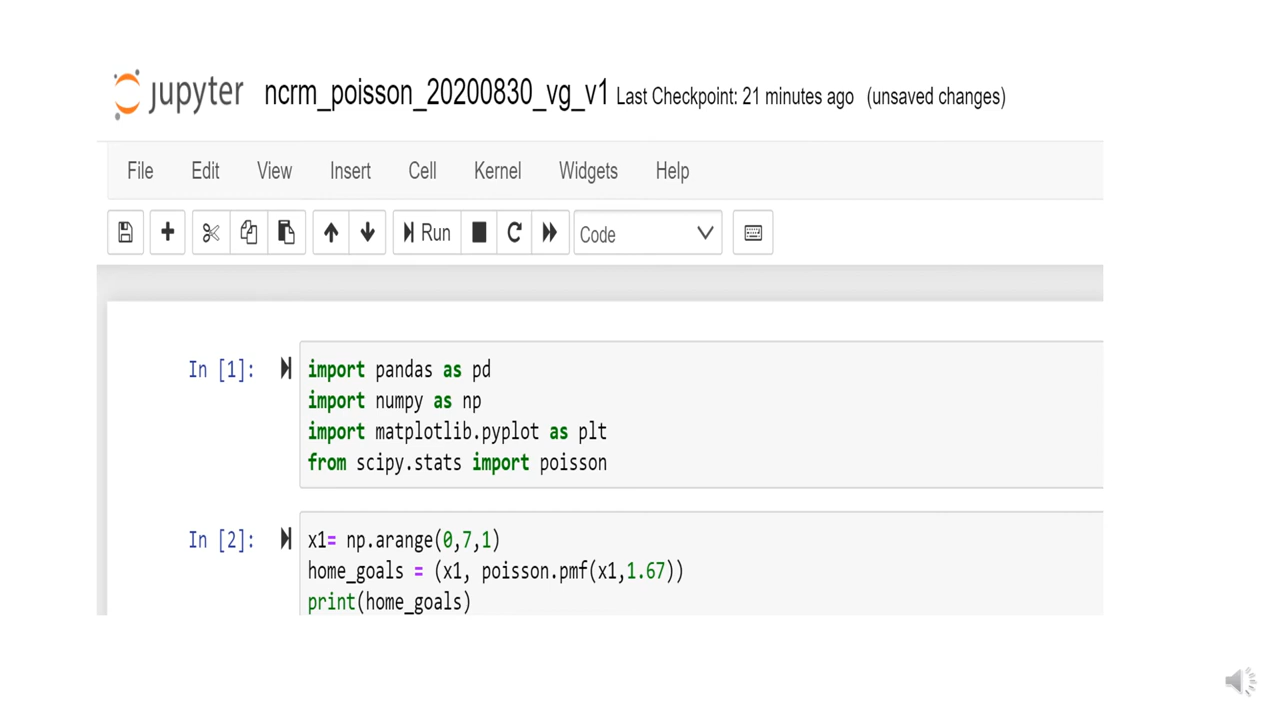 jupyter ncrm_poisson_20200830_vg_v1 Last Checkpoint: 21 minutes ago (unsaved changes)
File Edit View Insert Cell Kernel Widgets Help
Run Code
In [1]: import pandas as pd
import numpy as np
import matplotlib.pyplot as plt
from scipy.stats import poisson
In [2]: x1= np.arange(0,7,1)
home_goals = (x1, poisson.pmf(x1,1.67))
print(home_goals)